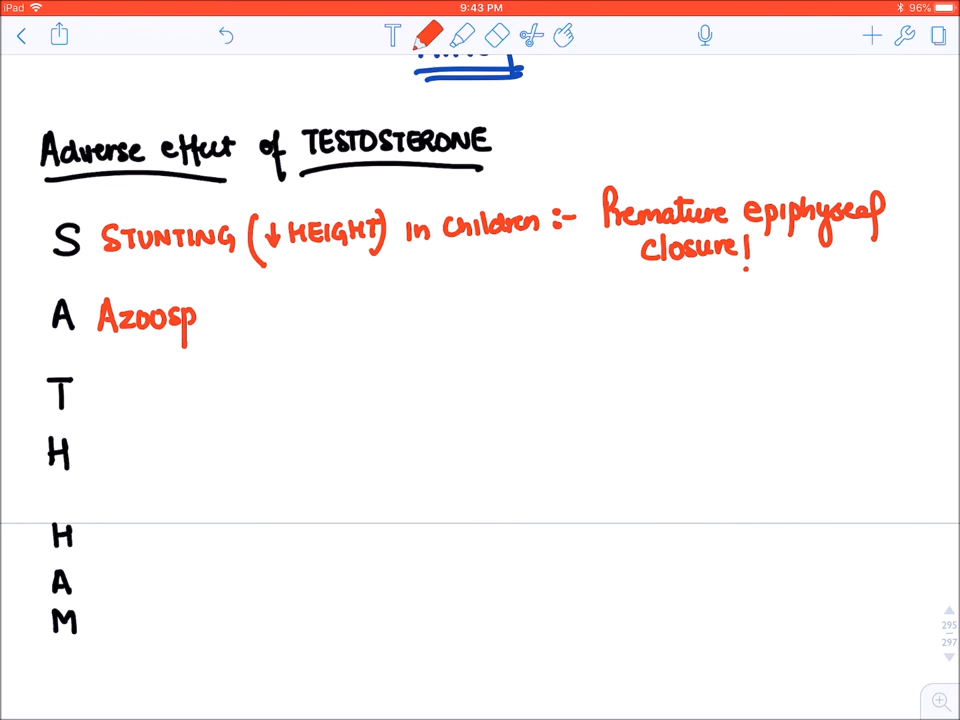 iPad 9:43 PM 96%
T
Adverse effect of TESTOSTERONE
S STUNTING (↓ HEIGHT) in children :- Premature epiphyseal
closure!
A Azoosp
T
H
H
A
M
295
297